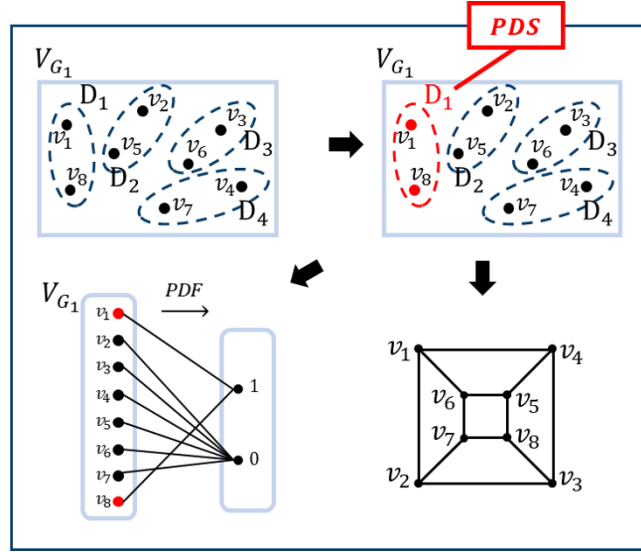 PDS
V_{G_1}
D_1
v_2
v_1
v_3
v_5
D_3
v_6
v_8
D_2
v_4
v_7
D_4
V_{G_1}
D_1
v_2
v_1
v_3
v_5
D_3
v_6
v_8
D_2
v_4
v_7
D_4
V_{G_1}
PDF
v_1
v_2
v_3
v_4
v_5
v_6
v_7
v_8
1
0
v_1
v_4
v_6
v_5
v_7
v_8
v_2
v_3